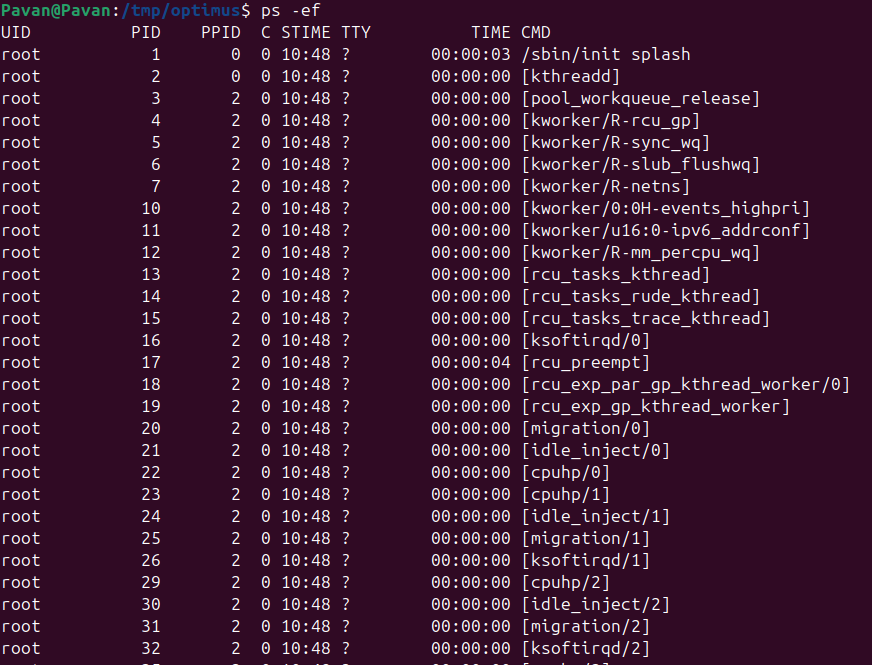 Pavan@Pavan:/tmp/optimus$ ps -ef
UID          PID    PPID  C STIME TTY          TIME CMD
root           1       0  0 10:48 ?        00:00:03 /sbin/init splash
root           2       0  0 10:48 ?        00:00:00 [kthreadd]
root           3       2  0 10:48 ?        00:00:00 [pool_workqueue_release]
root           4       2  0 10:48 ?        00:00:00 [kworker/R-rcu_gp]
root           5       2  0 10:48 ?        00:00:00 [kworker/R-sync_wq]
root           6       2  0 10:48 ?        00:00:00 [kworker/R-slub_flushwq]
root           7       2  0 10:48 ?        00:00:00 [kworker/R-netns]
root          10       2  0 10:48 ?        00:00:00 [kworker/0:0H-events_highpri]
root          11       2  0 10:48 ?        00:00:00 [kworker/u16:0-ipv6_addrconf]
root          12       2  0 10:48 ?        00:00:00 [kworker/R-mm_percpu_wq]
root          13       2  0 10:48 ?        00:00:00 [rcu_tasks_kthread]
root          14       2  0 10:48 ?        00:00:00 [rcu_tasks_rude_kthread]
root          15       2  0 10:48 ?        00:00:00 [rcu_tasks_trace_kthread]
root          16       2  0 10:48 ?        00:00:00 [ksoftirqd/0]
root          17       2  0 10:48 ?        00:00:04 [rcu_preempt]
root          18       2  0 10:48 ?        00:00:00 [rcu_exp_par_gp_kthread_worker/0]
root          19       2  0 10:48 ?        00:00:00 [rcu_exp_gp_kthread_worker]
root          20       2  0 10:48 ?        00:00:00 [migration/0]
root          21       2  0 10:48 ?        00:00:00 [idle_inject/0]
root          22       2  0 10:48 ?        00:00:00 [cpuhp/0]
root          23       2  0 10:48 ?        00:00:00 [cpuhp/1]
root          24       2  0 10:48 ?        00:00:00 [idle_inject/1]
root          25       2  0 10:48 ?        00:00:00 [migration/1]
root          26       2  0 10:48 ?        00:00:00 [ksoftirqd/1]
root          29       2  0 10:48 ?        00:00:00 [cpuhp/2]
root          30       2  0 10:48 ?        00:00:00 [idle_inject/2]
root          31       2  0 10:48 ?        00:00:00 [migration/2]
root          32       2  0 10:48 ?        00:00:00 [ksoftirqd/2]